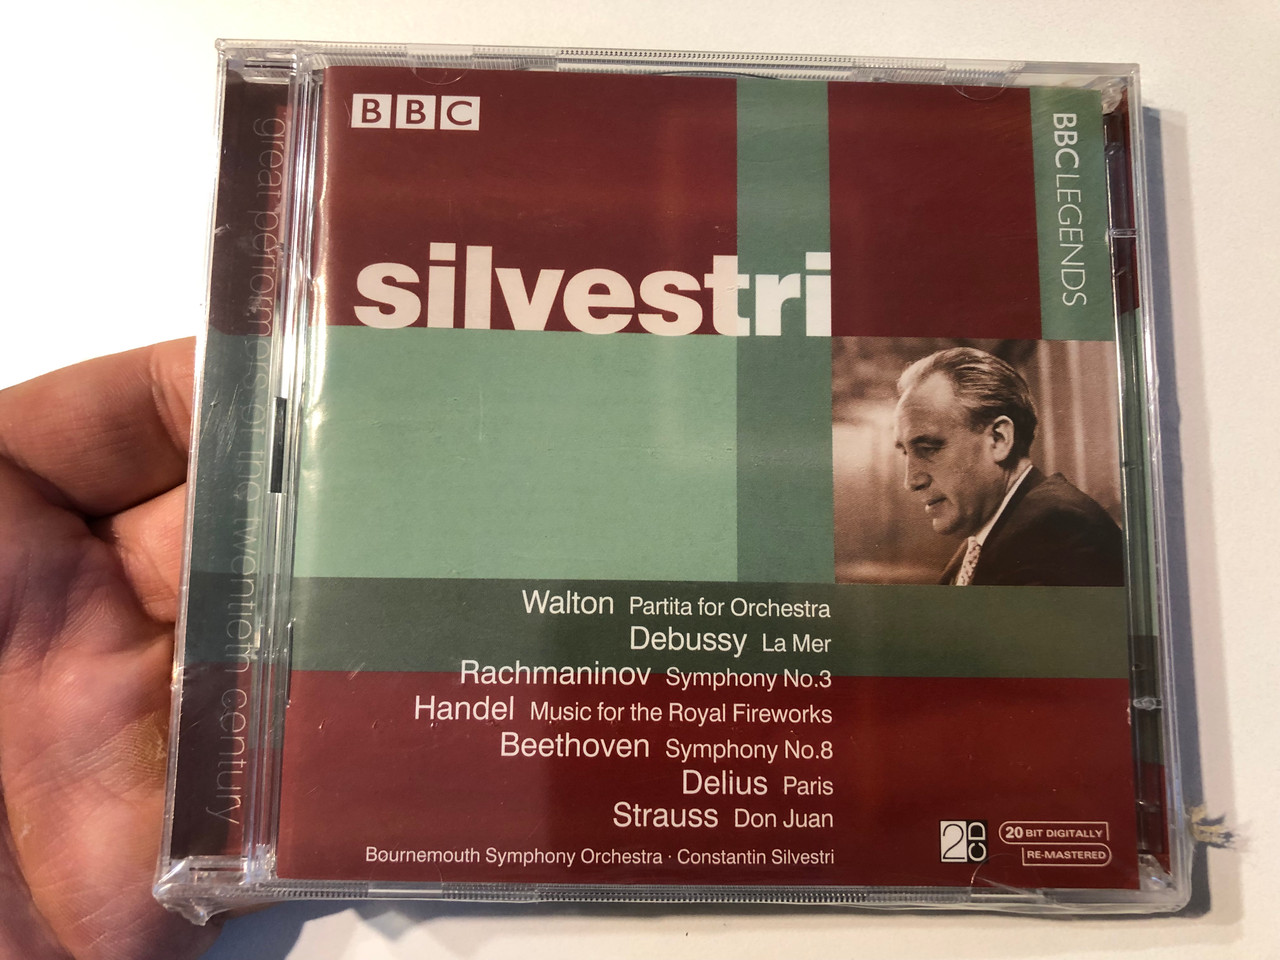 BBC
BBC LEGENDS
great performers of the twentieth century
silvestri
Walton Partita for Orchestra
Debussy La Mer
Rachmaninov Symphony No.3
Handel Music for the Royal Fireworks
Beethoven Symphony No.8
Delius Paris
Strauss Don Juan
Bournemouth Symphony Orchestra · Constantin Silvestri
2CD
20 BIT DIGITALLY
RE-MASTERED